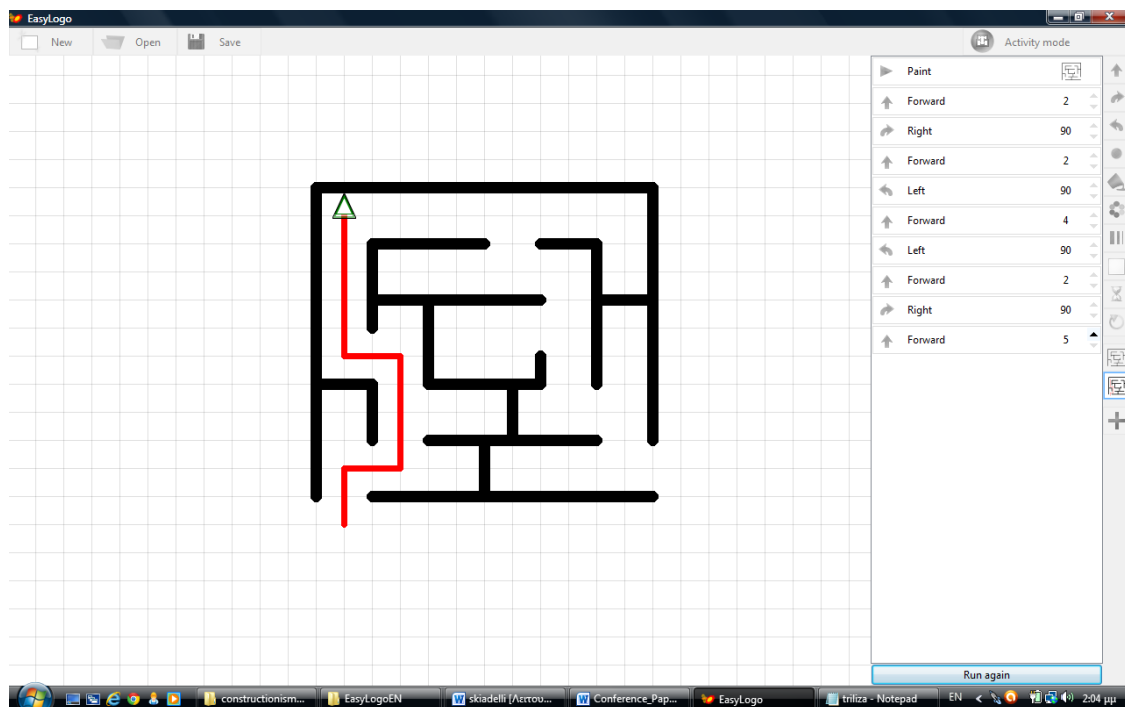 EasyLogo
New Open Save Activity mode
Paint
Forward 2
Right 90
Forward 2
Left 90
Forward 4
Left 90
Forward 2
Right 90
Forward 5
Run again
constructionism... EasyLogoEN skiadelli [Λειτου... Conference_Pap... EasyLogo triliza - Notepad EN 2:04 μμ